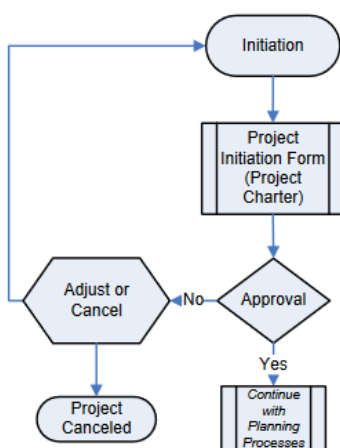 Initiation
Project
Initiation Form
(Project
Charter)
Adjust or
Cancel
No
Approval
Yes
Project
Canceled
Continue
with
Planning
Processes